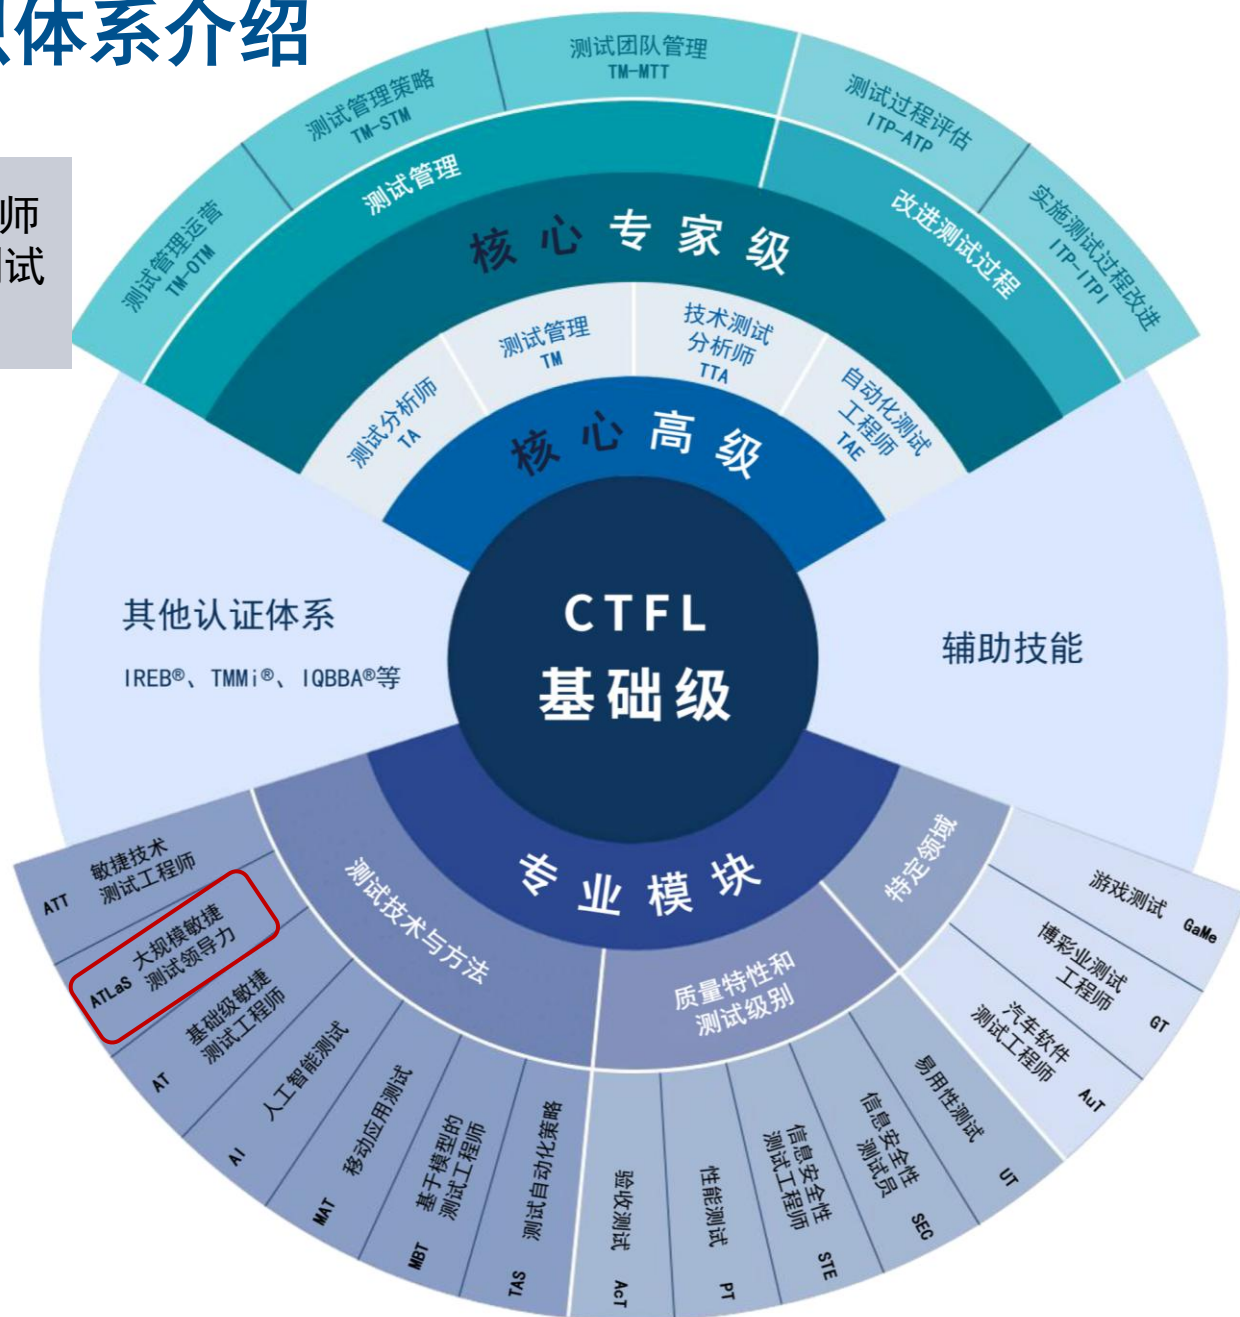 体系介绍
师
试
测试管理运营
TM-OTM
测试管理策略
TM-STM
测试团队管理
TM-MTT
测试过程评估
ITP-ATP
实施测试过程改进
ITP-ITPI
测试管理
改进测试过程
核心专家级
测试分析师
TA
测试管理
TM
技术测试
分析师
TTA
自动化测试
工程师
TAE
核心高级
CTFL
基础级
其他认证体系
IREB®、TMMi®、IQBBA®等
辅助技能
专业模块
测试技术与方法
质量特性和
测试级别
特定领域
敏捷技术
测试工程师
ATT
大规模敏捷
测试领导力
ATLaS
基础级敏捷
测试工程师
AT
人工智能测试
AI
移动应用测试
MAT
基于模型的
测试工程师
MBT
测试自动化策略
TAS
验收测试
AcT
性能测试
PT
信息安全性
测试工程师
STE
信息安全性
测试员
SEC
易用性测试
UT
汽车软件
测试工程师
AuT
博彩业测试
工程师
GT
游戏测试
GaMe